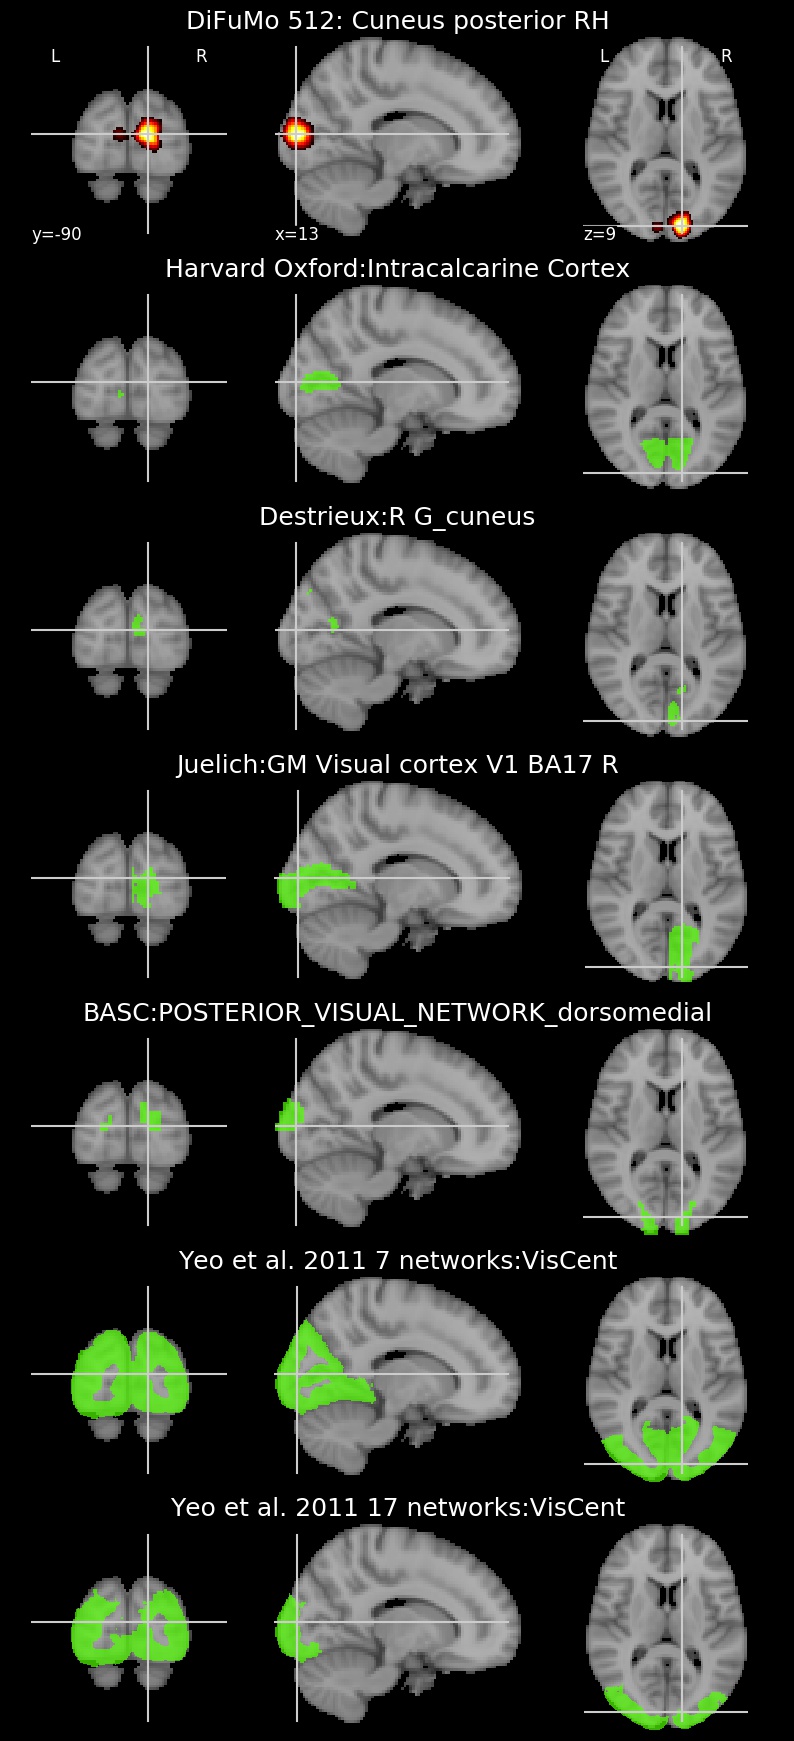 DiFuMo 512: Cuneus posterior RH
L R L R
y=-90 x=13 z=9
Harvard Oxford:Intracalcarine Cortex
Destrieux:R G_cuneus
Juelich:GM Visual cortex V1 BA17 R
BASC:POSTERIOR_VISUAL_NETWORK_dorsomedial
Yeo et al. 2011 7 networks:VisCent
Yeo et al. 2011 17 networks:VisCent